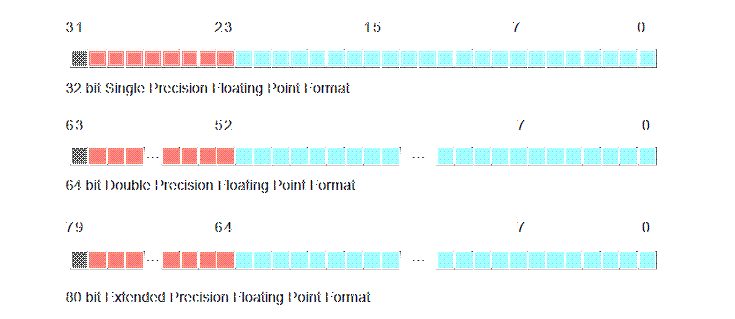 31 23 15 7 0
32 bit Single Precision Floating Point Format
63 52 7 0
... ...
64 bit Double Precision Floating Point Format
79 64 7 0
... ...
80 bit Extended Precision Floating Point Format